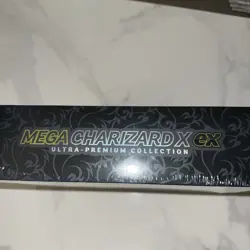 MEGA CHARIZARD X ex
ULTRA-PREMIUM COLLECTION